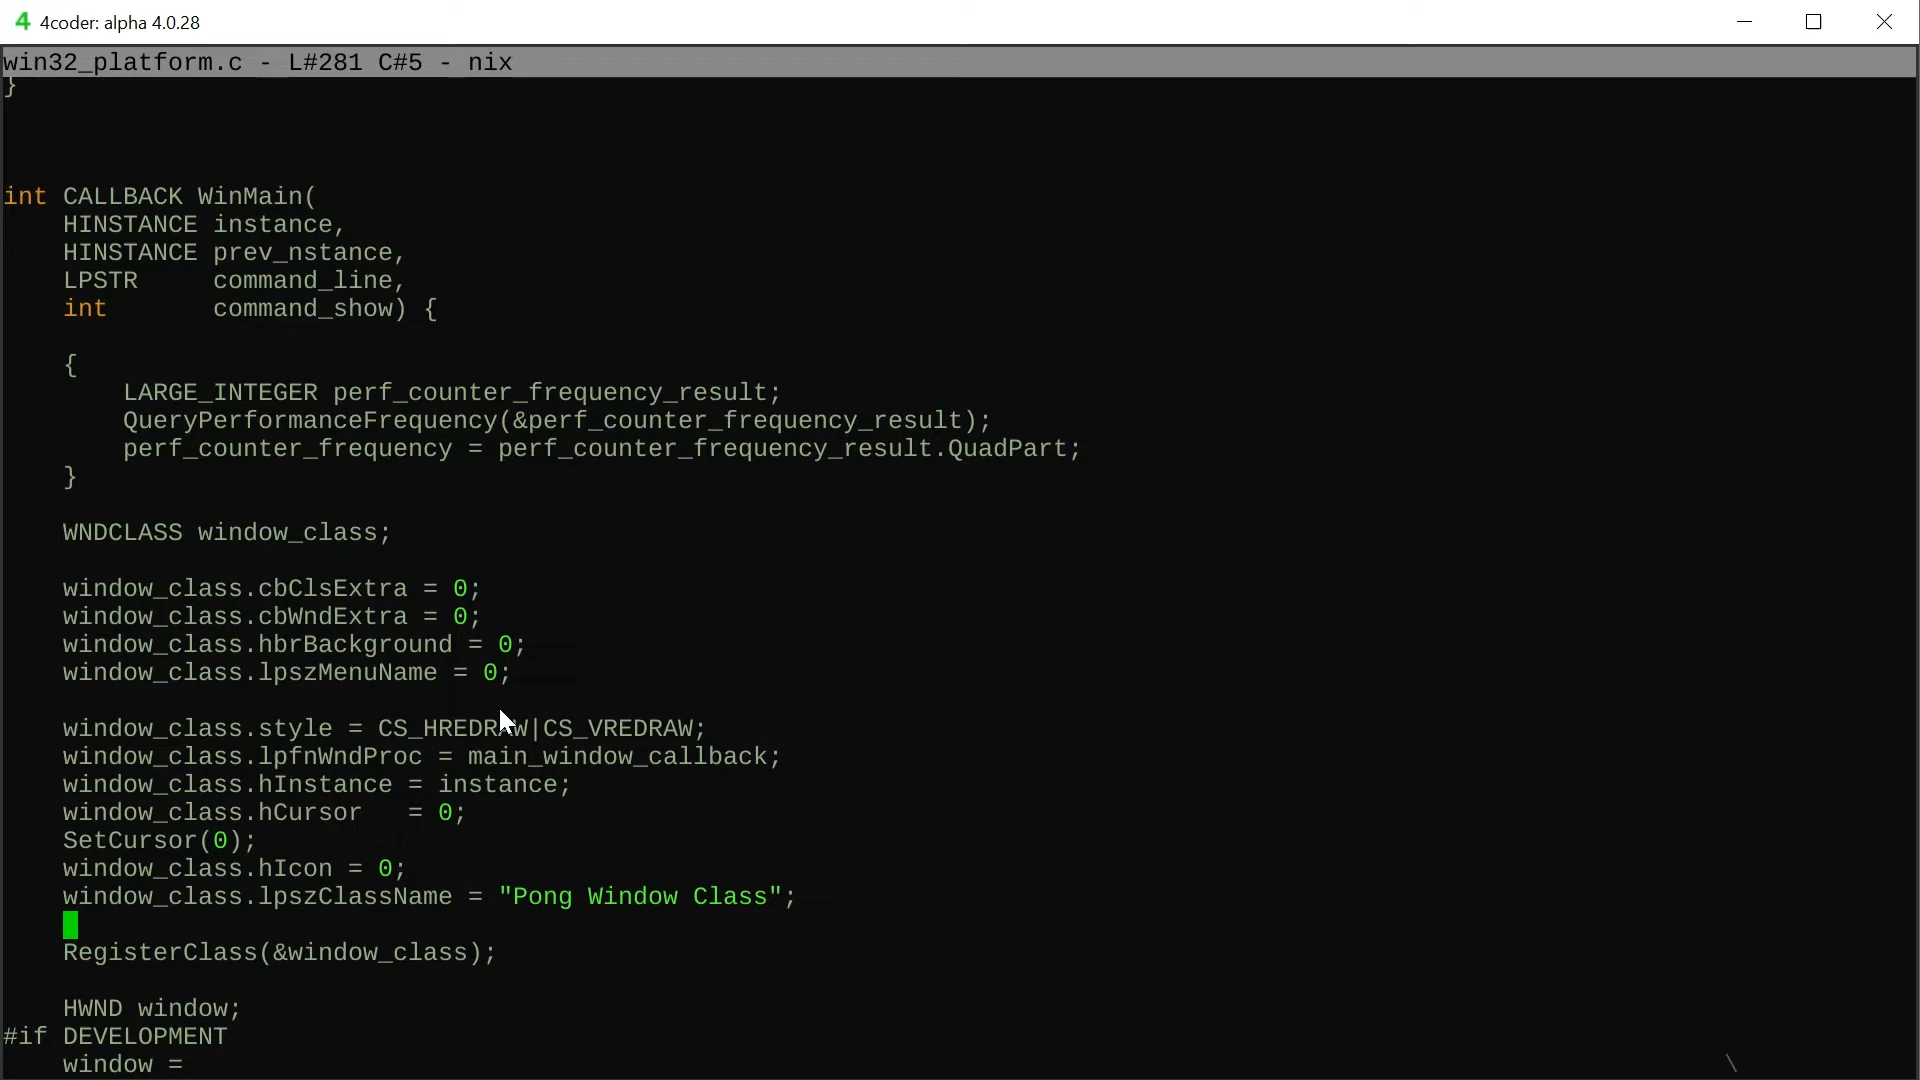 4 4coder: alpha 4.0.28
win32_platform.c - L#281 C#5 - nix
}
int CALLBACK WinMain(
    HINSTANCE instance,
    HINSTANCE prev_nstance,
    LPSTR     command_line,
    int       command_show) {
    {
        LARGE_INTEGER perf_counter_frequency_result;
        QueryPerformanceFrequency(&perf_counter_frequency_result);
        perf_counter_frequency = perf_counter_frequency_result.QuadPart;
    }
    WNDCLASS window_class;
    window_class.cbClsExtra = 0;
    window_class.cbWndExtra = 0;
    window_class.hbrBackground = 0;
    window_class.lpszMenuName = 0;
    window_class.style = CS_HREDRAW|CS_VREDRAW;
    window_class.lpfnWndProc = main_window_callback;
    window_class.hInstance = instance;
    window_class.hCursor   = 0;
    SetCursor(0);
    window_class.hIcon = 0;
    window_class.lpszClassName = "Pong Window Class";
    RegisterClass(&window_class);
    HWND window;
#if DEVELOPMENT
    window = \